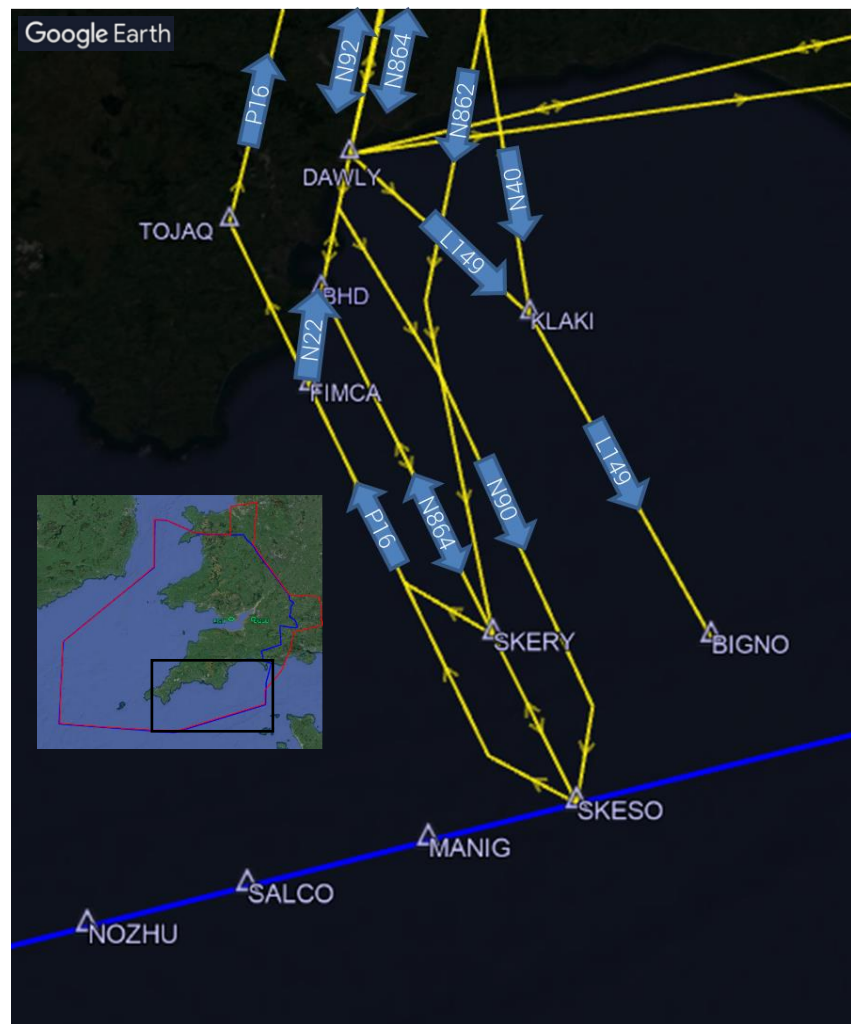 Google Earth
N92
N864
P16
N862
DAWLY
N40
TOJAQ
L149
BHD
KLAKI
N22
FIMCA
L149
N90
N864
P16
SKERY
BIGNO
SKESO
MANIG
SALCO
NOZHU